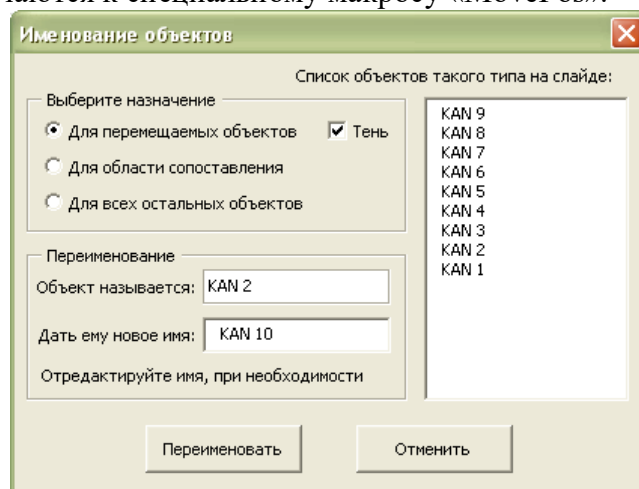 к специальному макросу
Именование объектов
Список объектов такого типа на слайде:
Выберите назначение
Для перемещаемых объектов
Тень
Для области сопоставления
Для всех остальных объектов
KAN 9
KAN 8
KAN 7
KAN 6
KAN 5
KAN 4
KAN 3
KAN 2
KAN 1
Переименование
Объект называется: KAN 2
Дать ему новое имя: KAN 10
Отредактируйте имя, при необходимости
Переименовать
Отменить